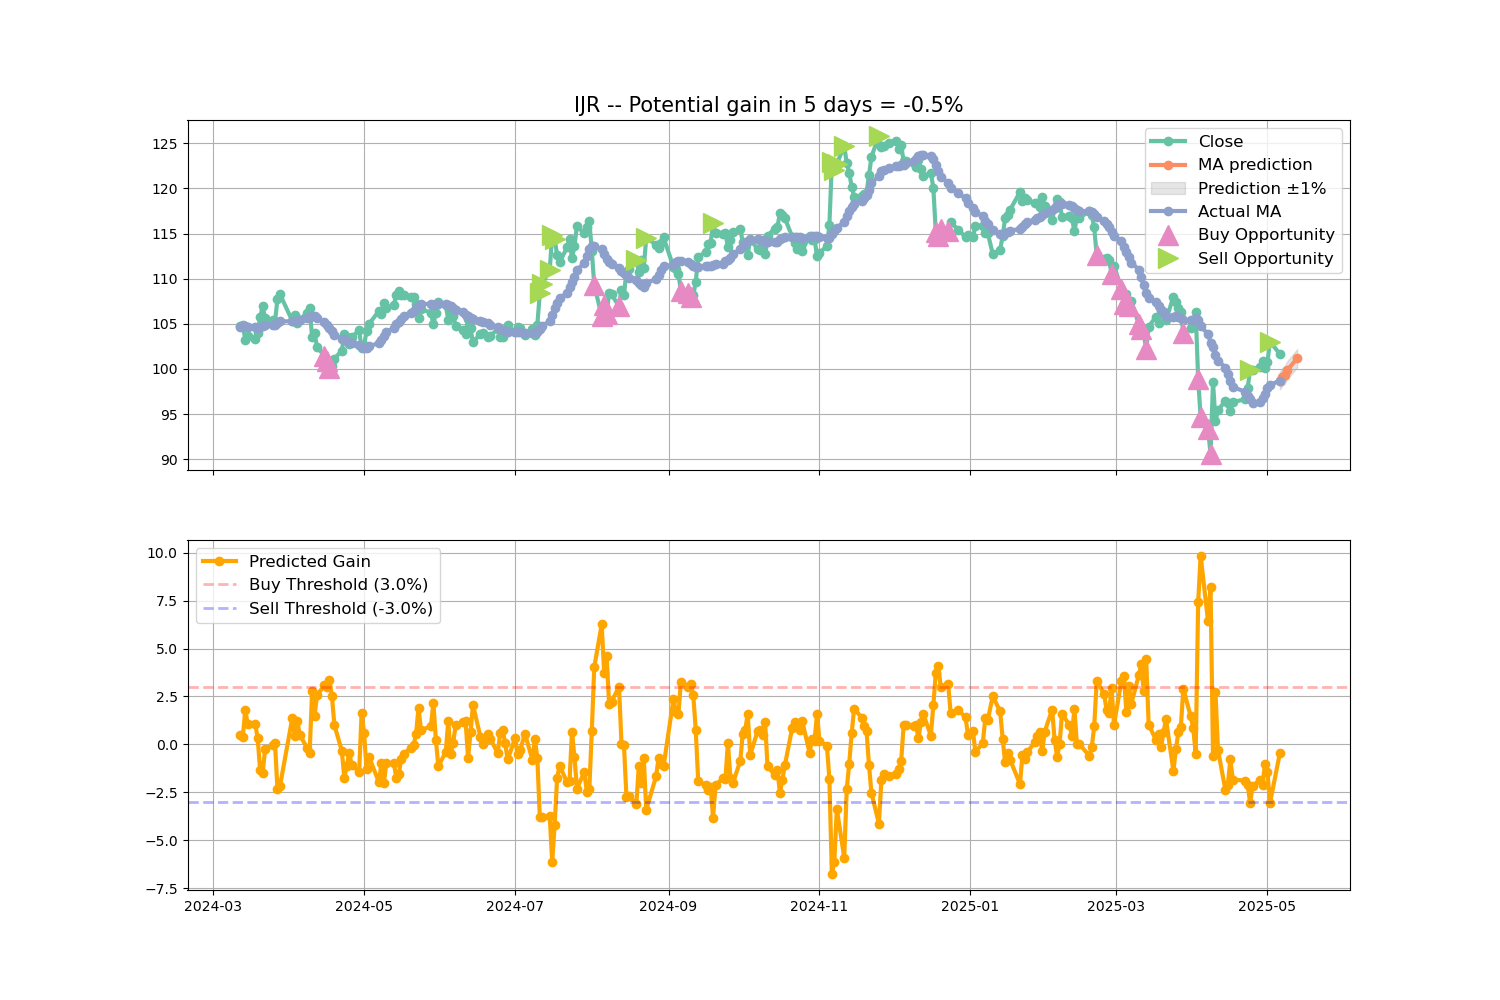 IJR -- Potential gain in 5 days = -0.5%
125
120
115
110
105
100
95
90
Close
MA prediction
Prediction ±1%
Actual MA
Buy Opportunity
Sell Opportunity
10.0
7.5
5.0
2.5
0.0
−2.5
−5.0
−7.5
Predicted Gain
Buy Threshold (3.0%)
Sell Threshold (-3.0%)
2024-03
2024-05
2024-07
2024-09
2024-11
2025-01
2025-03
2025-05